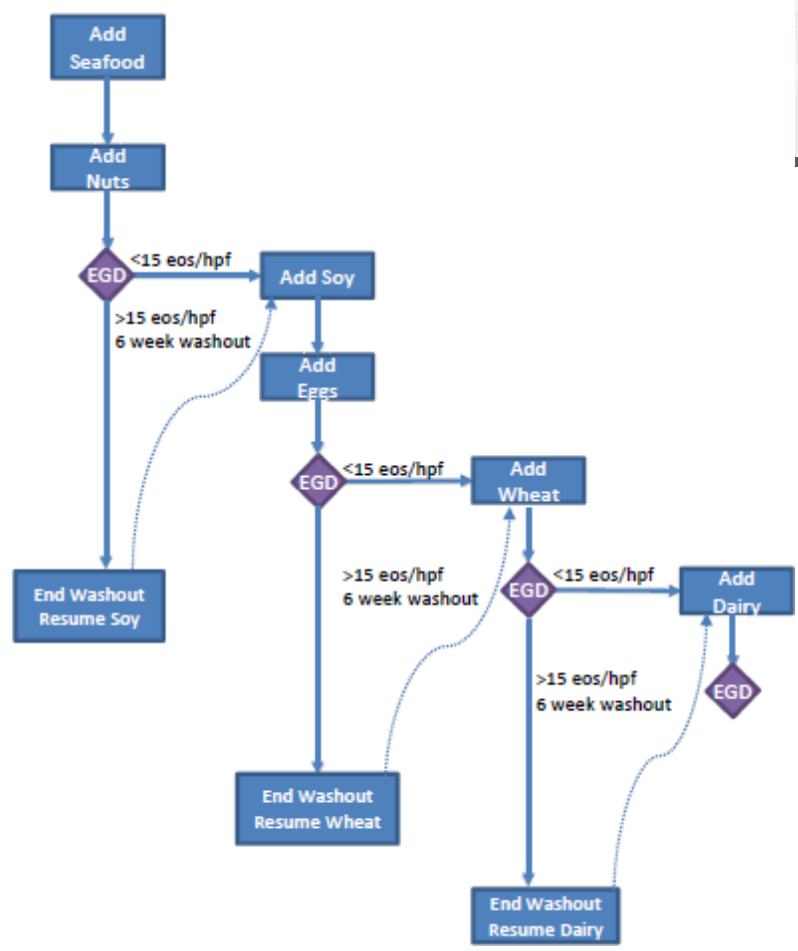 Add
Seafood
Add
Nuts
EGD
<15 eos/hpf
Add Soy
>15 eos/hpf
6 week washout
Add
Eggs
EGD
<15 eos/hpf
Add
Wheat
End Washout
Resume Soy
>15 eos/hpf
6 week washout
EGD
<15 eos/hpf
Add
Dairy
>15 eos/hpf
6 week washout
EGD
End Washout
Resume Wheat
End Washout
Resume Dairy